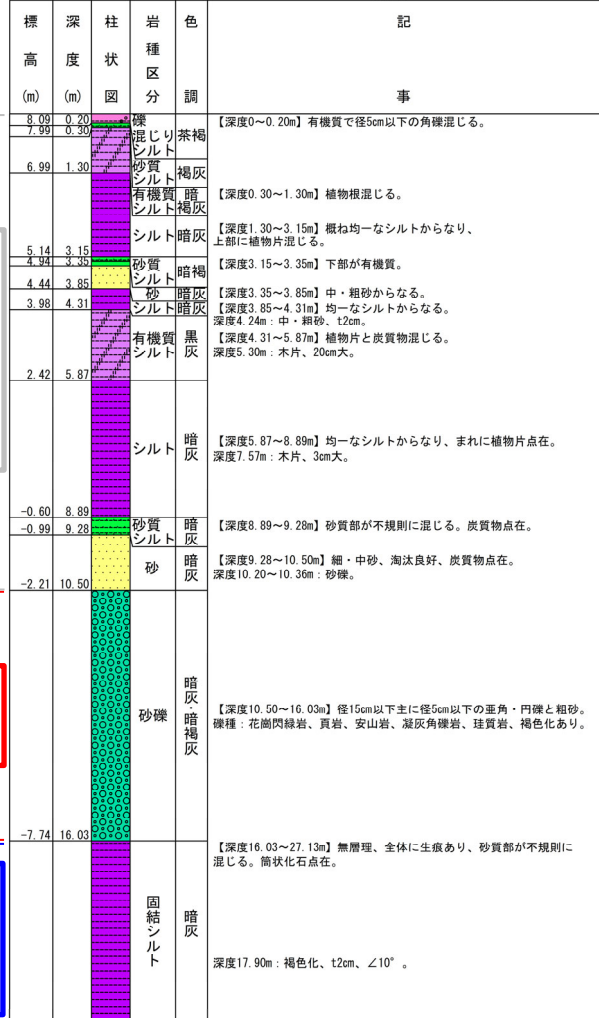 標高(m) 深度(m) 柱状図 岩種区分 色調 記事
8.09 0.20 礫混じりシルト 茶褐 【深度0〜0.20m】有機質で径5cm以下の角礫混じる。
7.99 0.30 砂質シルト 褐灰
6.99 1.30 有機質シルト 暗褐灰 【深度0.30〜1.30m】植物根混じる。
5.14 3.15 シルト 暗灰 【深度1.30〜3.15m】概ね均一なシルトからなり、
上部に植物片混じる。
4.94 3.35 砂質シルト 暗褐 【深度3.15〜3.35m】下部が有機質。
4.44 3.85 砂 暗灰 【深度3.35〜3.85m】中・粗砂からなる。
3.98 4.31 シルト 暗灰 【深度3.85〜4.31m】均一なシルトからなる。
深度4.24m：中・粗砂、t2cm。
2.42 5.87 有機質シルト 黒灰 【深度4.31〜5.87m】植物片と炭質物混じる。
深度5.30m：木片、20cm大。
-0.60 8.89 シルト 暗灰 【深度5.87〜8.89m】均一なシルトからなり、まれに植物片点在。
深度7.57m：木片、3cm大。
-0.99 9.28 砂質シルト 暗灰 【深度8.89〜9.28m】砂質部が不規則に混じる。炭質物点在。
-2.21 10.50 砂 暗灰 【深度9.28〜10.50m】細・中砂、淘汰良好、炭質物点在。
深度10.20〜10.36m：砂礫。
-7.74 16.03 砂礫 暗灰・暗褐灰 【深度10.50〜16.03m】径15cm以下主に径5cm以下の亜角・円礫と粗砂。
礫種：花崗閃緑岩、頁岩、安山岩、凝灰角礫岩、珪質岩、褐色化あり。
固結シルト 暗灰 【深度16.03〜27.13m】無層理、全体に生痕あり、砂質部が不規則に
混じる。筒状化石点在。
深度17.90m：褐色化、t2cm、∠10°。